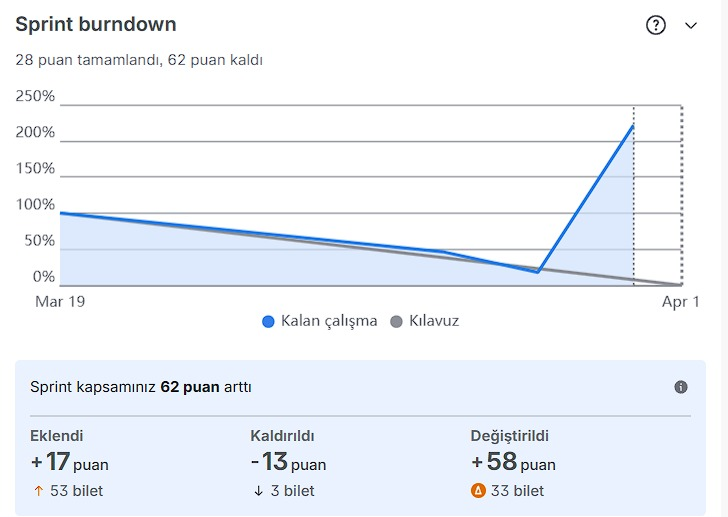 Sprint burndown
28 puan tamamlandı, 62 puan kaldı
250%
200%
150%
100%
50%
0%
Mar 19
Apr 1
Kalan çalışma
Kılavuz
Sprint kapsamınız 62 puan arttı
Eklendi
Kaldırıldı
Değiştirildi
+17 puan
-13 puan
+58 puan
↑ 53 bilet
↓ 3 bilet
33 bilet